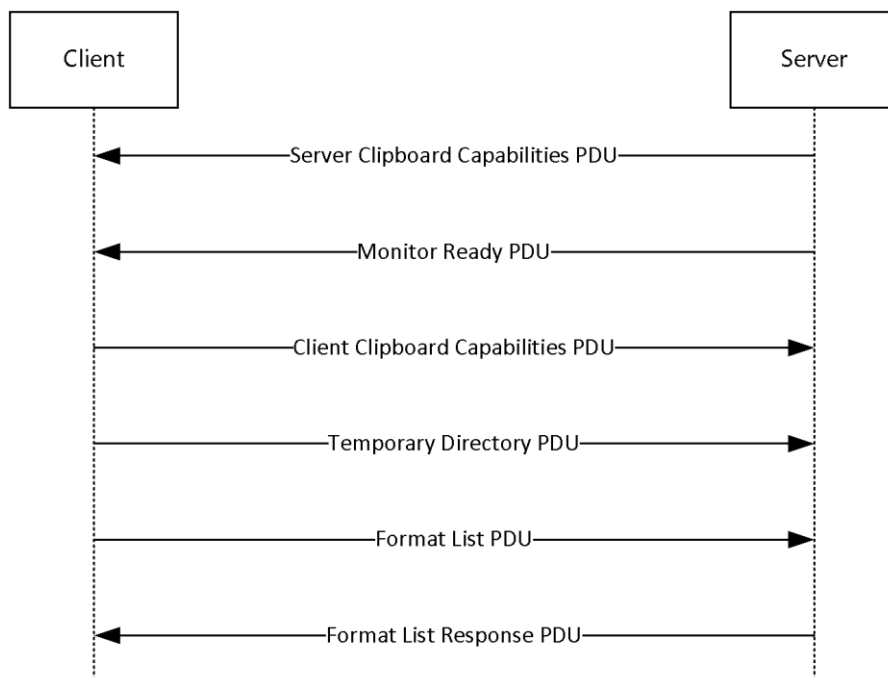 Client
Server
Server Clipboard Capabilities PDU
Monitor Ready PDU
Client Clipboard Capabilities PDU
Temporary Directory PDU
Format List PDU
Format List Response PDU